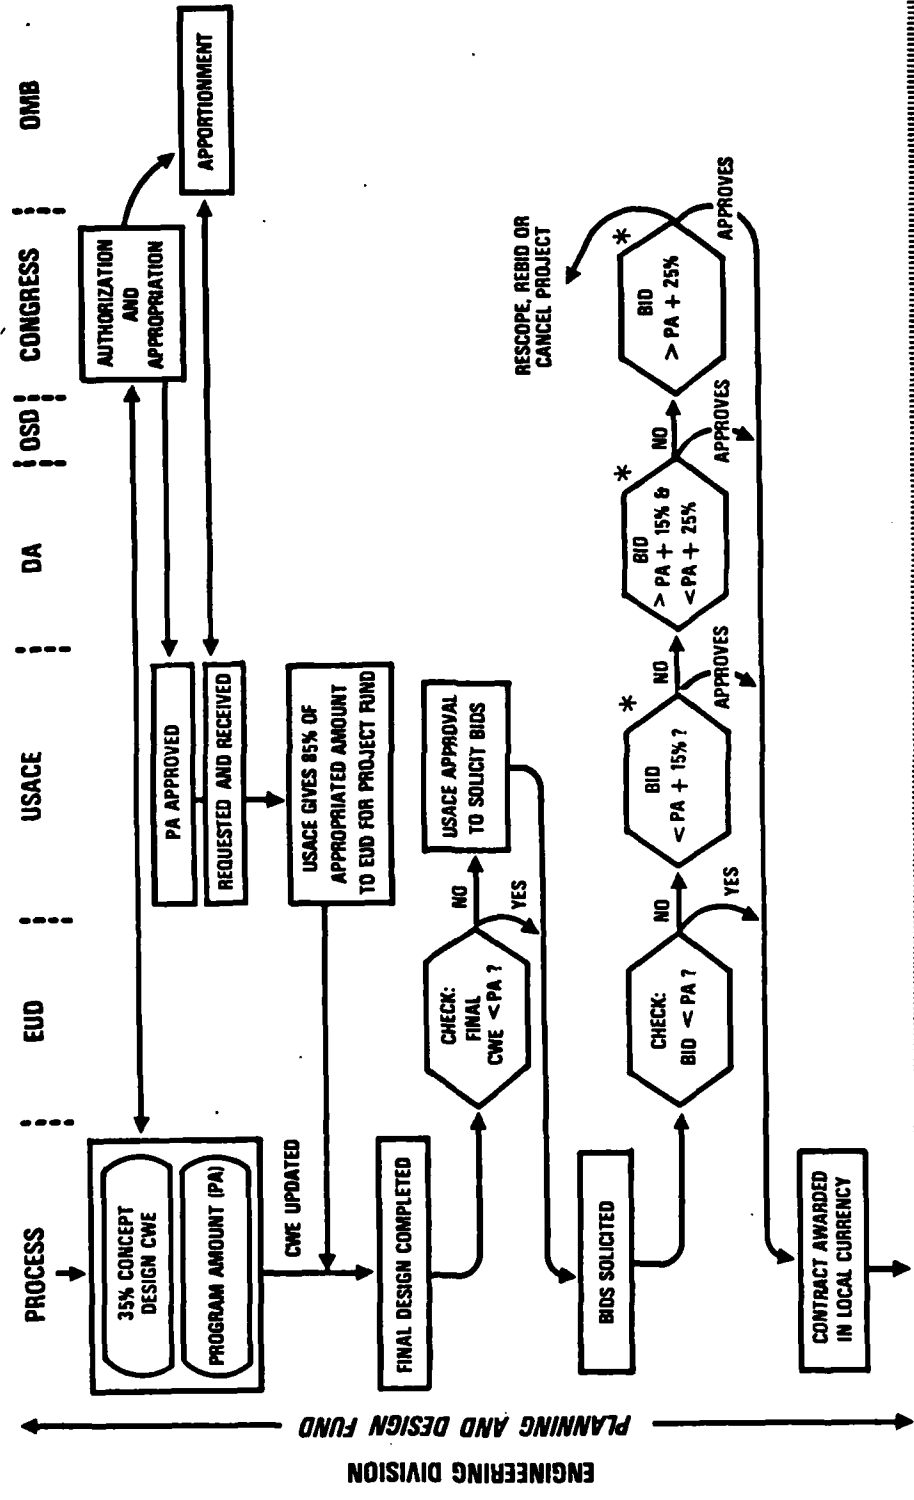 ENGINEERING DIVISION
PLANNING AND DESIGN FUND
PROCESS
EUD
USACE
DA
OSD
CONGRESS
OMB
35% CONCEPT
DESIGN CWE
PROGRAM AMOUNT (PA)
AUTHORIZATION
AND
APPROPRIATION
APPORTIONMENT
PA APPROVED
REQUESTED AND RECEIVED
USACE GIVES 85% OF
APPROPRIATED AMOUNT
TO EUD FOR PROJECT FUND
CWE UPDATED
FINAL DESIGN COMPLETED
CHECK:
FINAL
CWE < PA ?
NO
YES
USACE APPROVAL
TO SOLICIT BIDS
BIDS SOLICITED
CHECK:
BID < PA ?
NO
YES
*
BID
< PA + 15% ?
NO
APPROVES
*
BID
> PA + 15% &
< PA + 25%
NO
APPROVES
*
BID
> PA + 25%
APPROVES
RESCOPE, REBID OR
CANCEL PROJECT
CONTRACT AWARDED
IN LOCAL CURRENCY